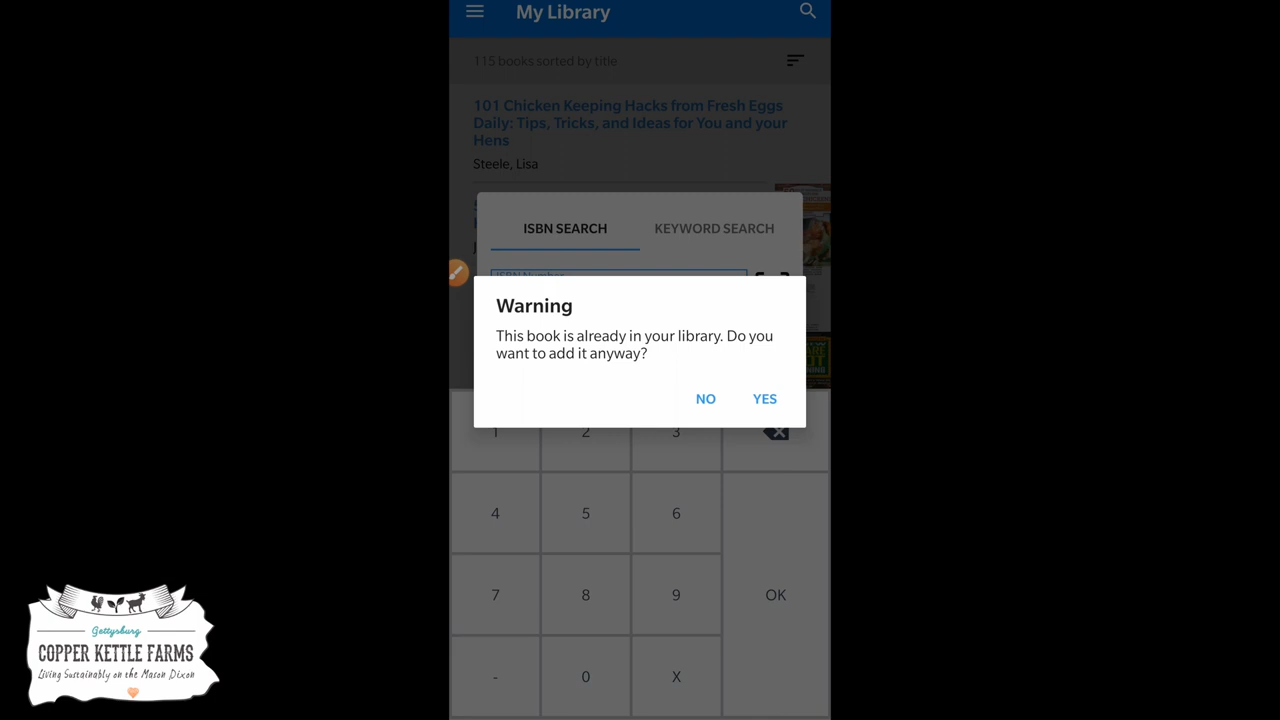 My Library
115 books sorted by title
101 Chicken Keeping Hacks from Fresh Eggs
Daily: Tips, Tricks, and Ideas for You and your
Hens
Steele, Lisa
ISBN SEARCH
KEYWORD SEARCH
ISBN Number
Warning
This book is already in your library. Do you
want to add it anyway?
NO
YES
1
2
3
4
5
6
7
8
9
OK
-
0
X
Gettysburg
COPPER KETTLE FARMS
Living Sustainably on the Mason Dixon